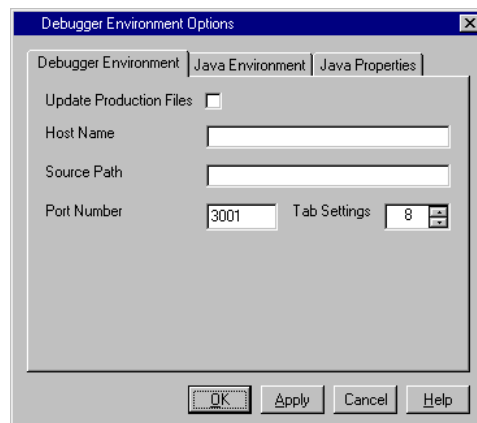 Debugger Environment Options
Debugger Environment Java Environment Java Properties
Update Production Files
Host Name
Source Path
Port Number 3001 Tab Settings 8
OK Apply Cancel Help